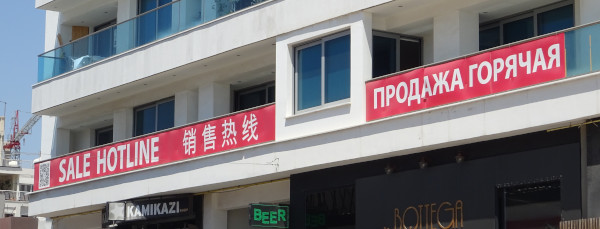 SALE HOTLINE 销售热线
ПРОДАЖА ГОРЯЧАЯ
KAMIKAZI
BEER
BOTTEGA